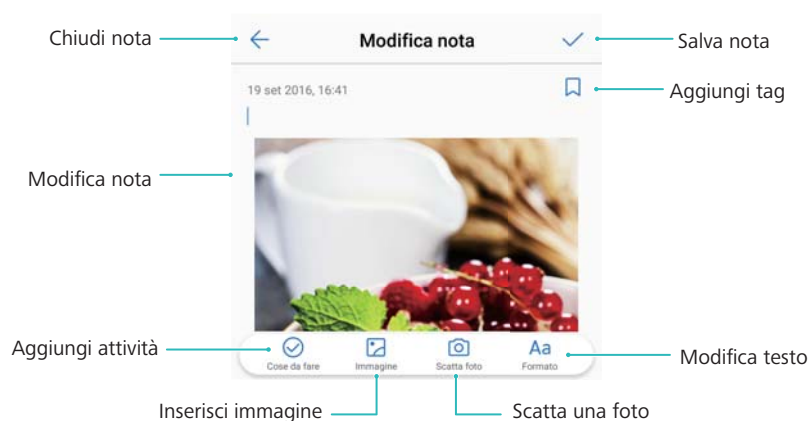 Chiudi nota
Modifica nota
Salva nota
19 set 2016, 16:41
Aggiungi tag
Modifica nota
Aggiungi attività
Cose da fare
Immagine
Scatta foto
Aa
Formato
Modifica testo
Inserisci immagine
Scatta una foto